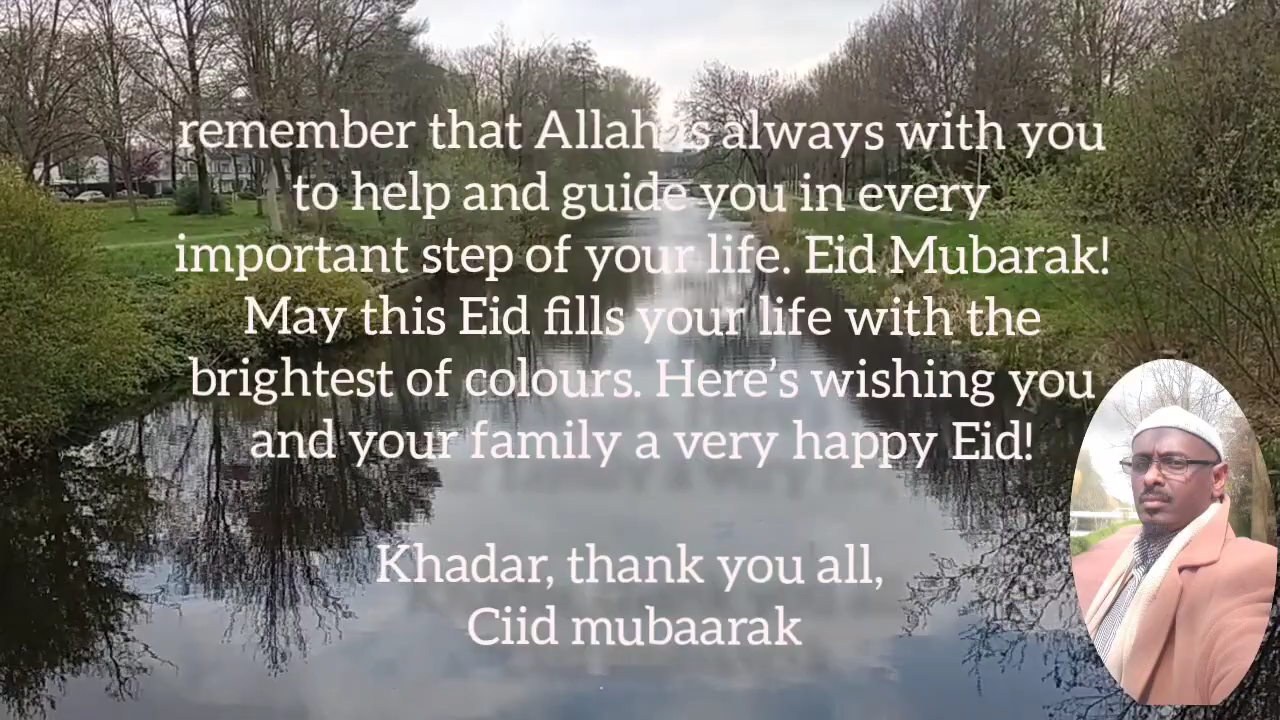 remember that Allah is always with you
to help and guide you in every
important step of your life. Eid Mubarak!
May this Eid fills your life with the
brightest of colours. Here's wishing you
and your family a very happy Eid!
Khadar, thank you all,
Ciid mubaarak